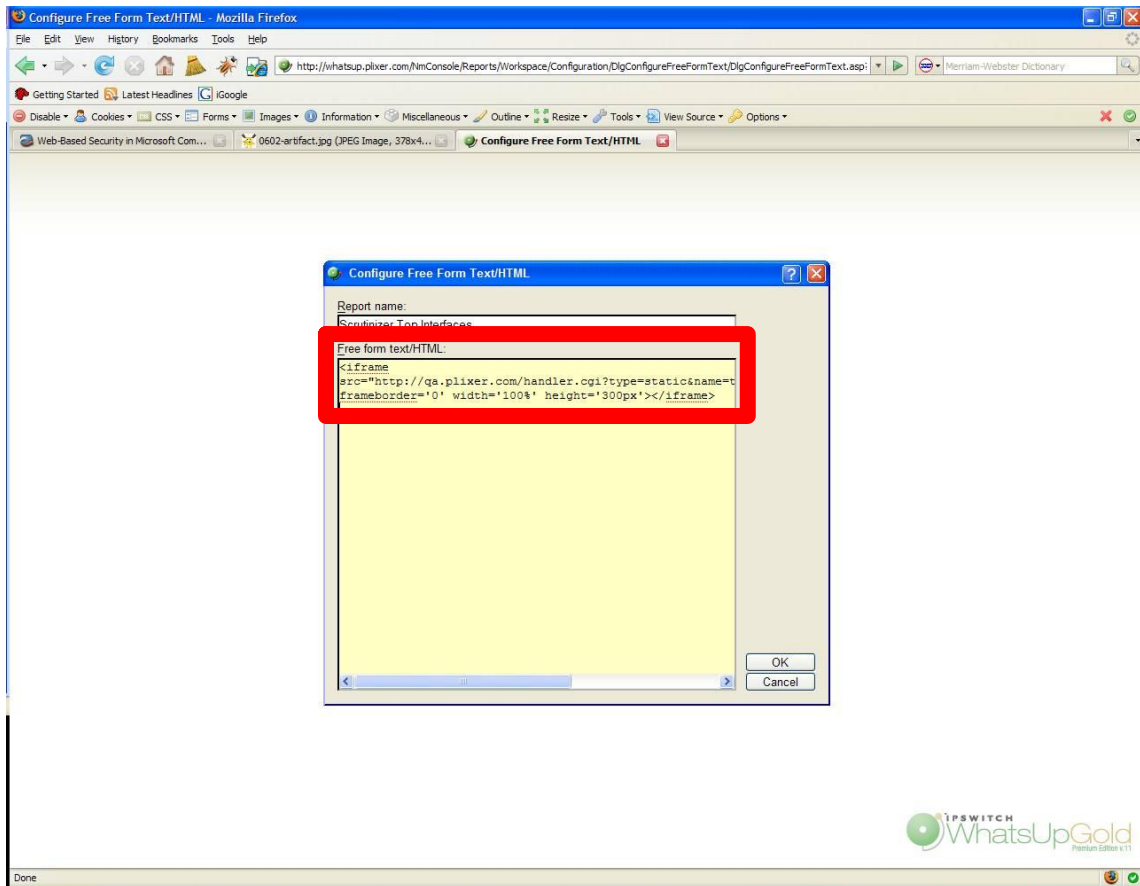 Configure Free Form Text/HTML - Mozilla Firefox
File Edit View History Bookmarks Tools Help
http://whatsup.plixer.com/NmConsole/Reports/Workspace/Configuration/DlgConfigureFreeFormText/DlgConfigureFreeFormText.asp Merriam-Webster Dictionary
Getting Started Latest Headlines G iGoogle
Disable Cookies CSS Forms Images Information Miscellaneous Outline Resize Tools View Source Options
Web-Based Security in Microsoft Com... 0602-artifact.jpg (JPEG Image, 378x4... Configure Free Form Text/HTML
Configure Free Form Text/HTML
Report name:
Scrutinizer Top Interfaces
Free form text/HTML:
<iframe
src="http://qa.plixer.com/handler.cgi?type=static&name=t
frameborder='0' width='100%' height='300px'></iframe>
OK
Cancel
IPSWITCH
WhatsUpGold
Premium Edition v.11
Done